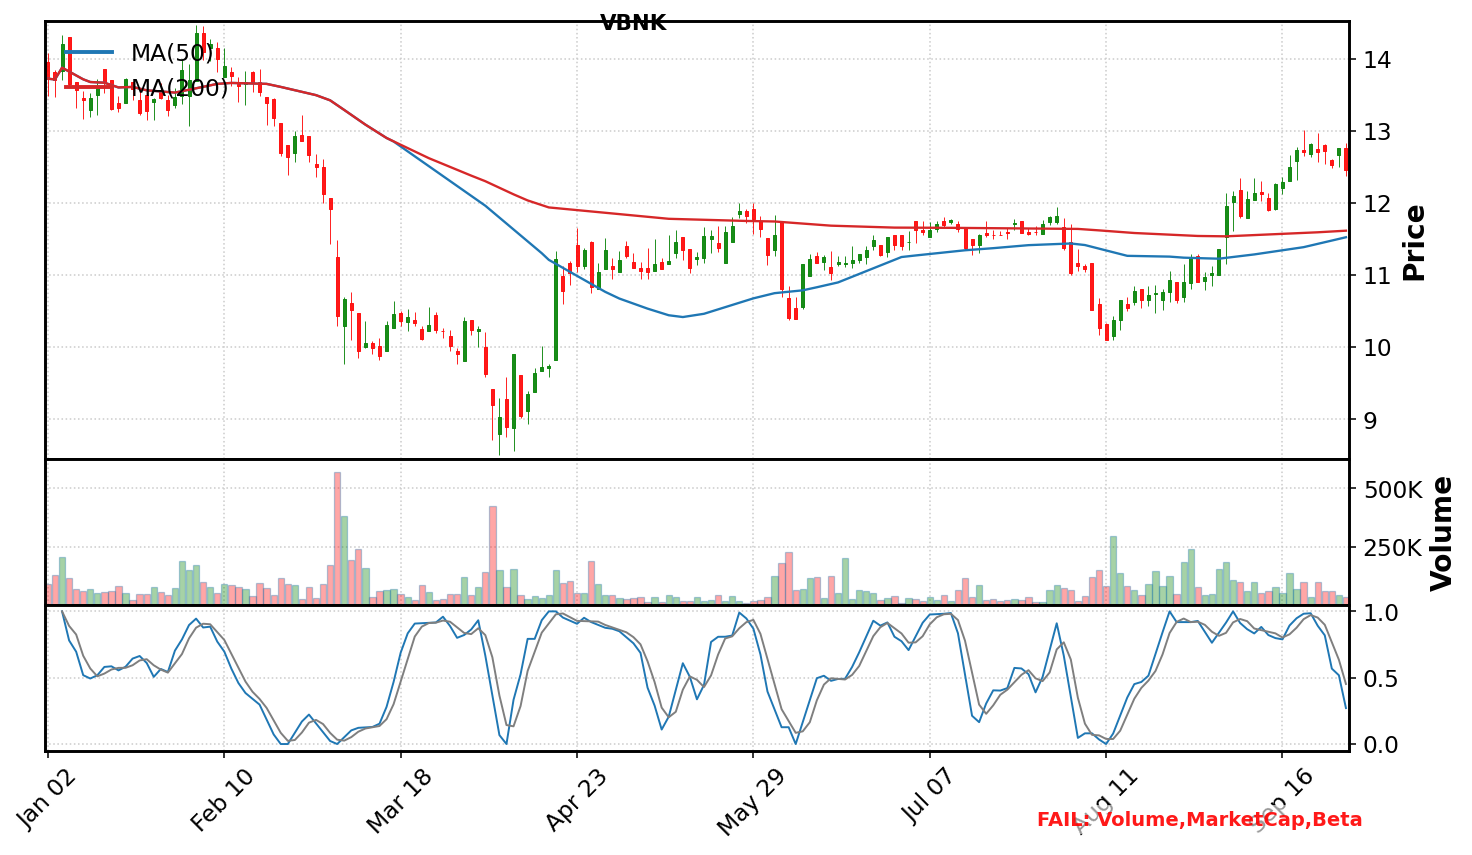 VBNK
MA(50)
MA(200)
14
13
12
11
10
9
Price
500K
250K
Volume
1.0
0.5
0.0
Jan 02
Feb 10
Mar 18
Apr 23
May 29
Jul 07
Aug 11
Sep 16
FAIL: Volume,MarketCap,Beta